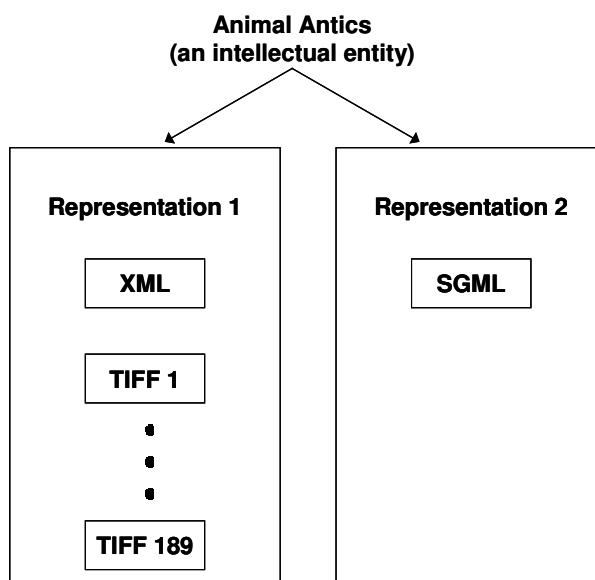 Animal Antics
(an intellectual entity)
Representation 1
XML
TIFF 1
TIFF 189
Representation 2
SGML